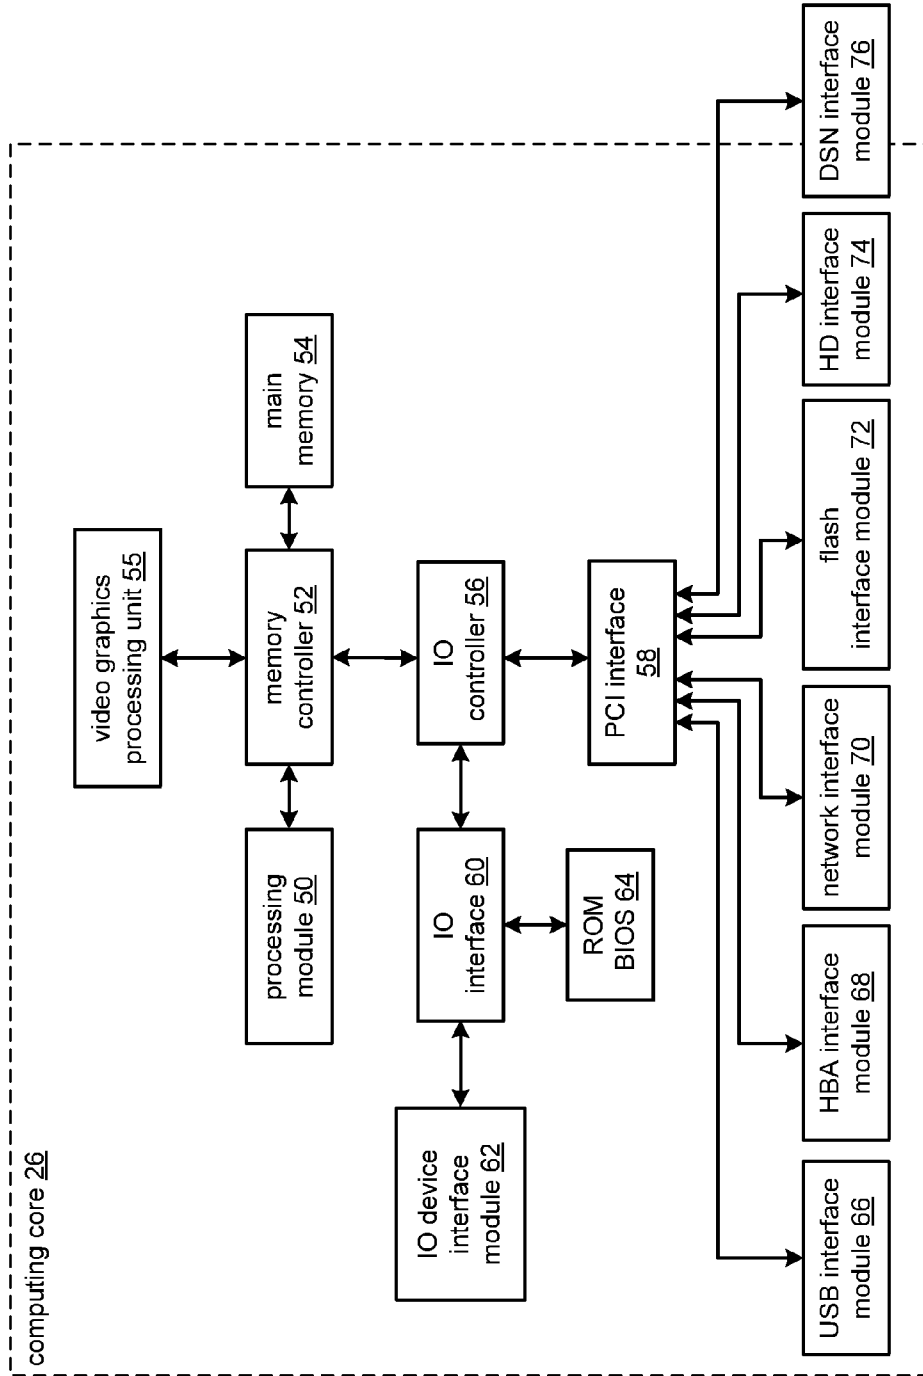 computing core 26
video graphics
processing unit 55
processing
module 50
memory
controller 52
main
memory 54
IO device
interface
module 62
IO
interface 60
IO
controller 56
ROM
BIOS 64
PCI interface
58
USB interface
module 66
HBA interface
module 68
network interface
module 70
flash
interface module 72
HD interface
module 74
DSN interface
module 76